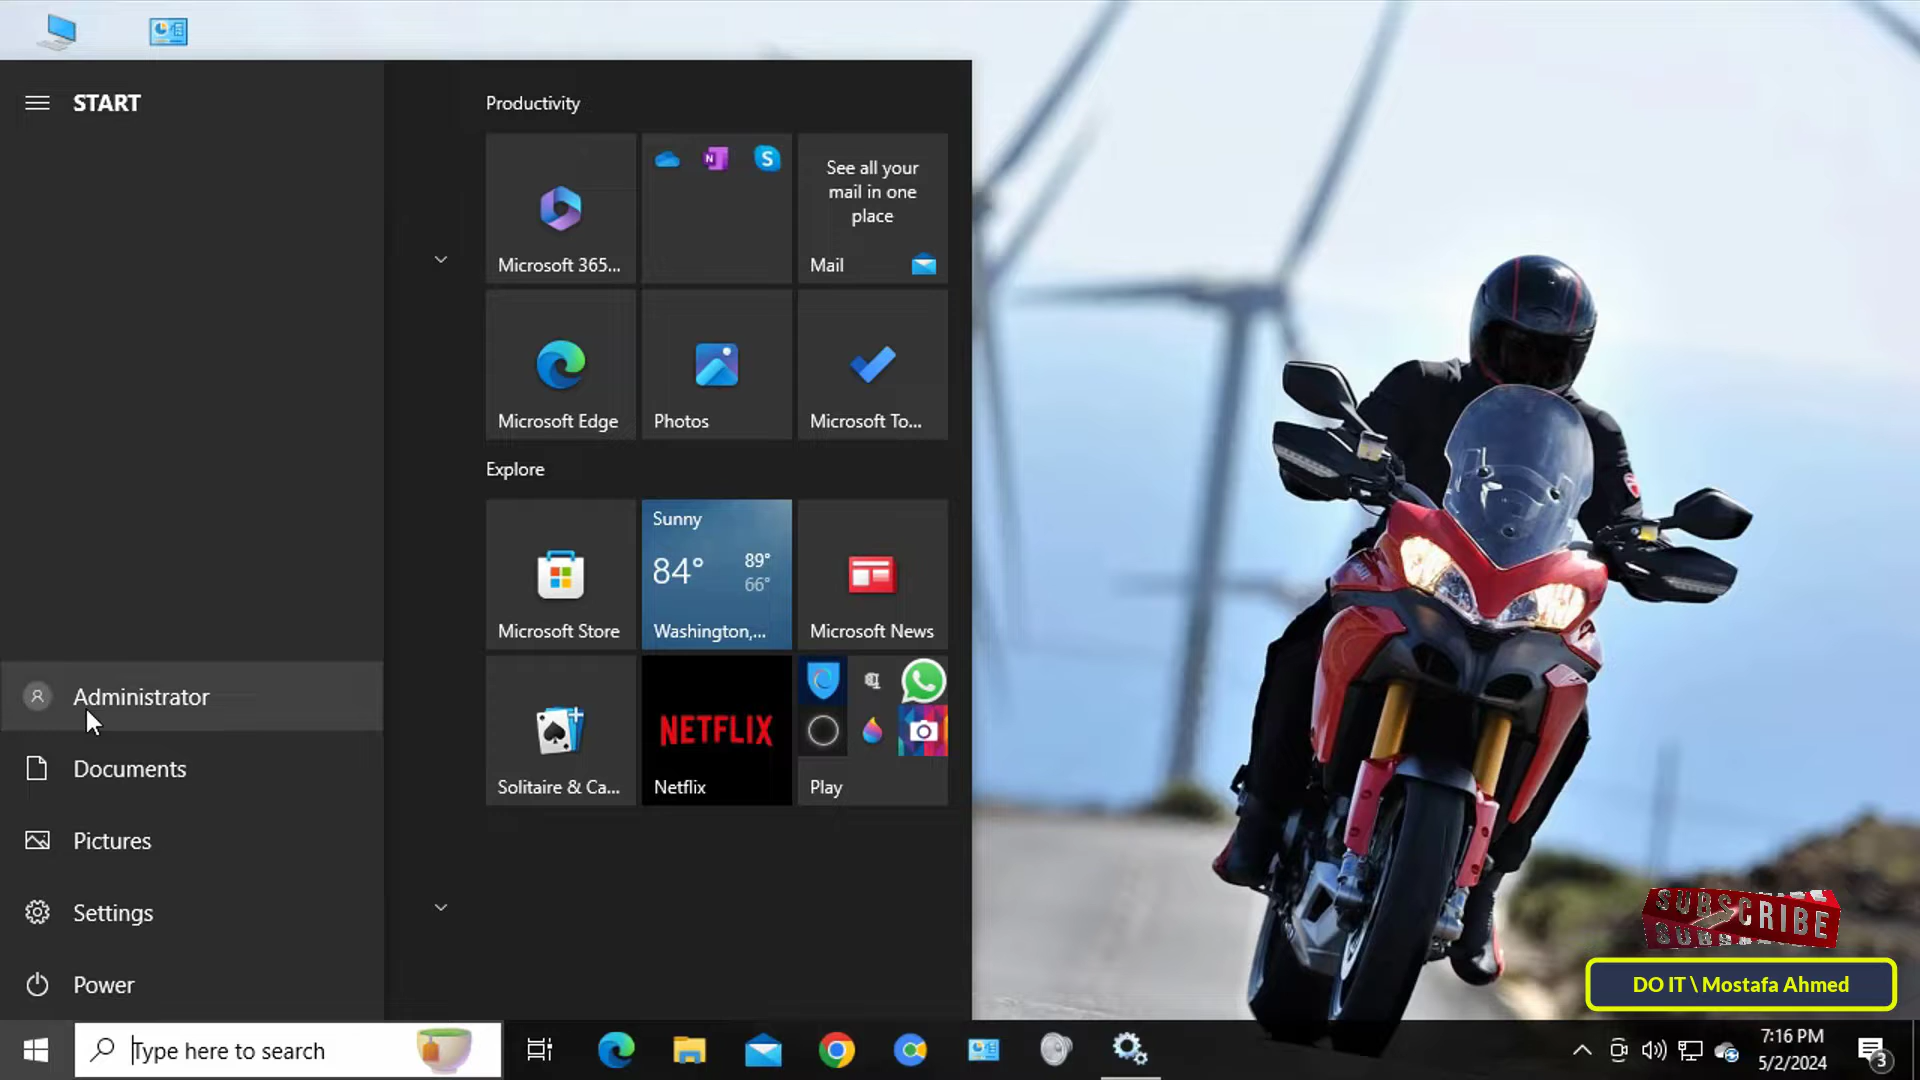 START
Productivity
N
S
See all your
mail in one
place
Microsoft 365...
Mail
Microsoft Edge
Photos
Microsoft To...
Explore
Sunny
84°
89°
66°
Microsoft Store
Washington,...
Microsoft News
Administrator
NETFLIX
Solitaire & Ca...
Netflix
Play
Documents
Pictures
Settings
Power
SUBSCRIBE
DO IT \ Mostafa Ahmed
Type here to search
7:16 PM
5/2/2024
3